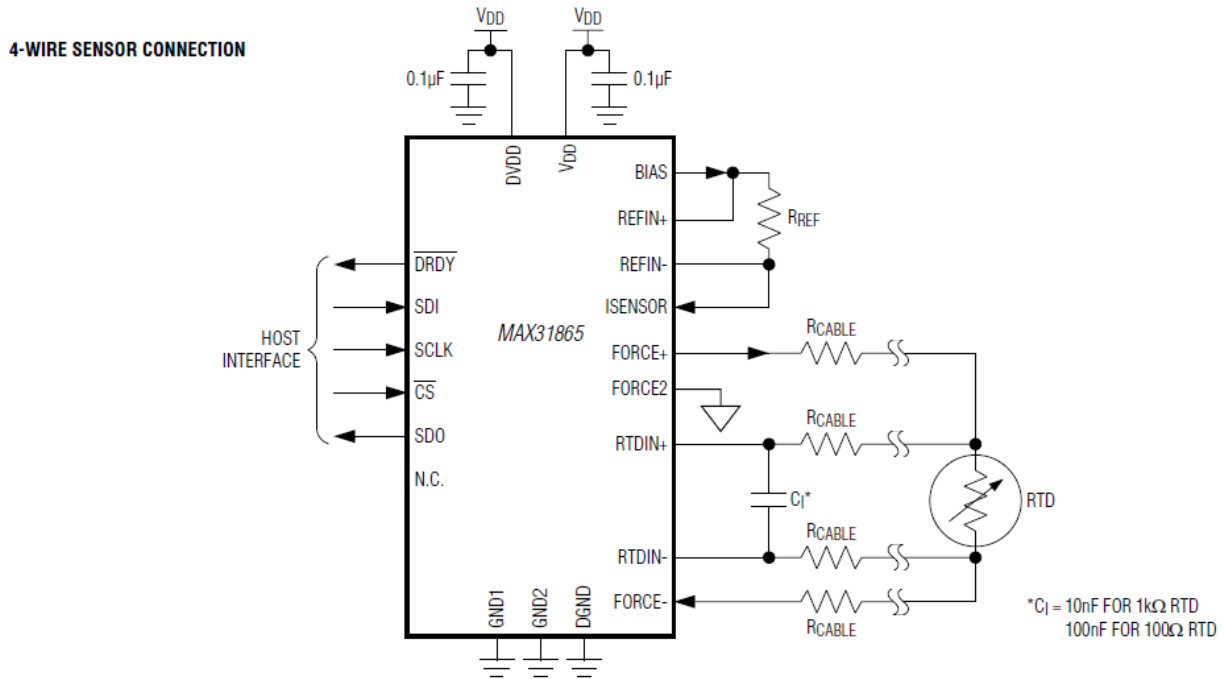 4-WIRE SENSOR CONNECTION
VDD
VDD
0.1µF
0.1µF
DVDD
VDD
BIAS
REFIN+
RREF
REFIN-
ISENSOR
DRDY
SDI
SCLK
CS
SDO
N.C.
HOST
INTERFACE
MAX31865
RCABLE
FORCE+
FORCE2
RCABLE
RTDIN+
CI*
RTD
RCABLE
RTDIN-
FORCE-
RCABLE
GND1
GND2
DGND
*CI = 10nF FOR 1kΩ RTD
100nF FOR 100Ω RTD